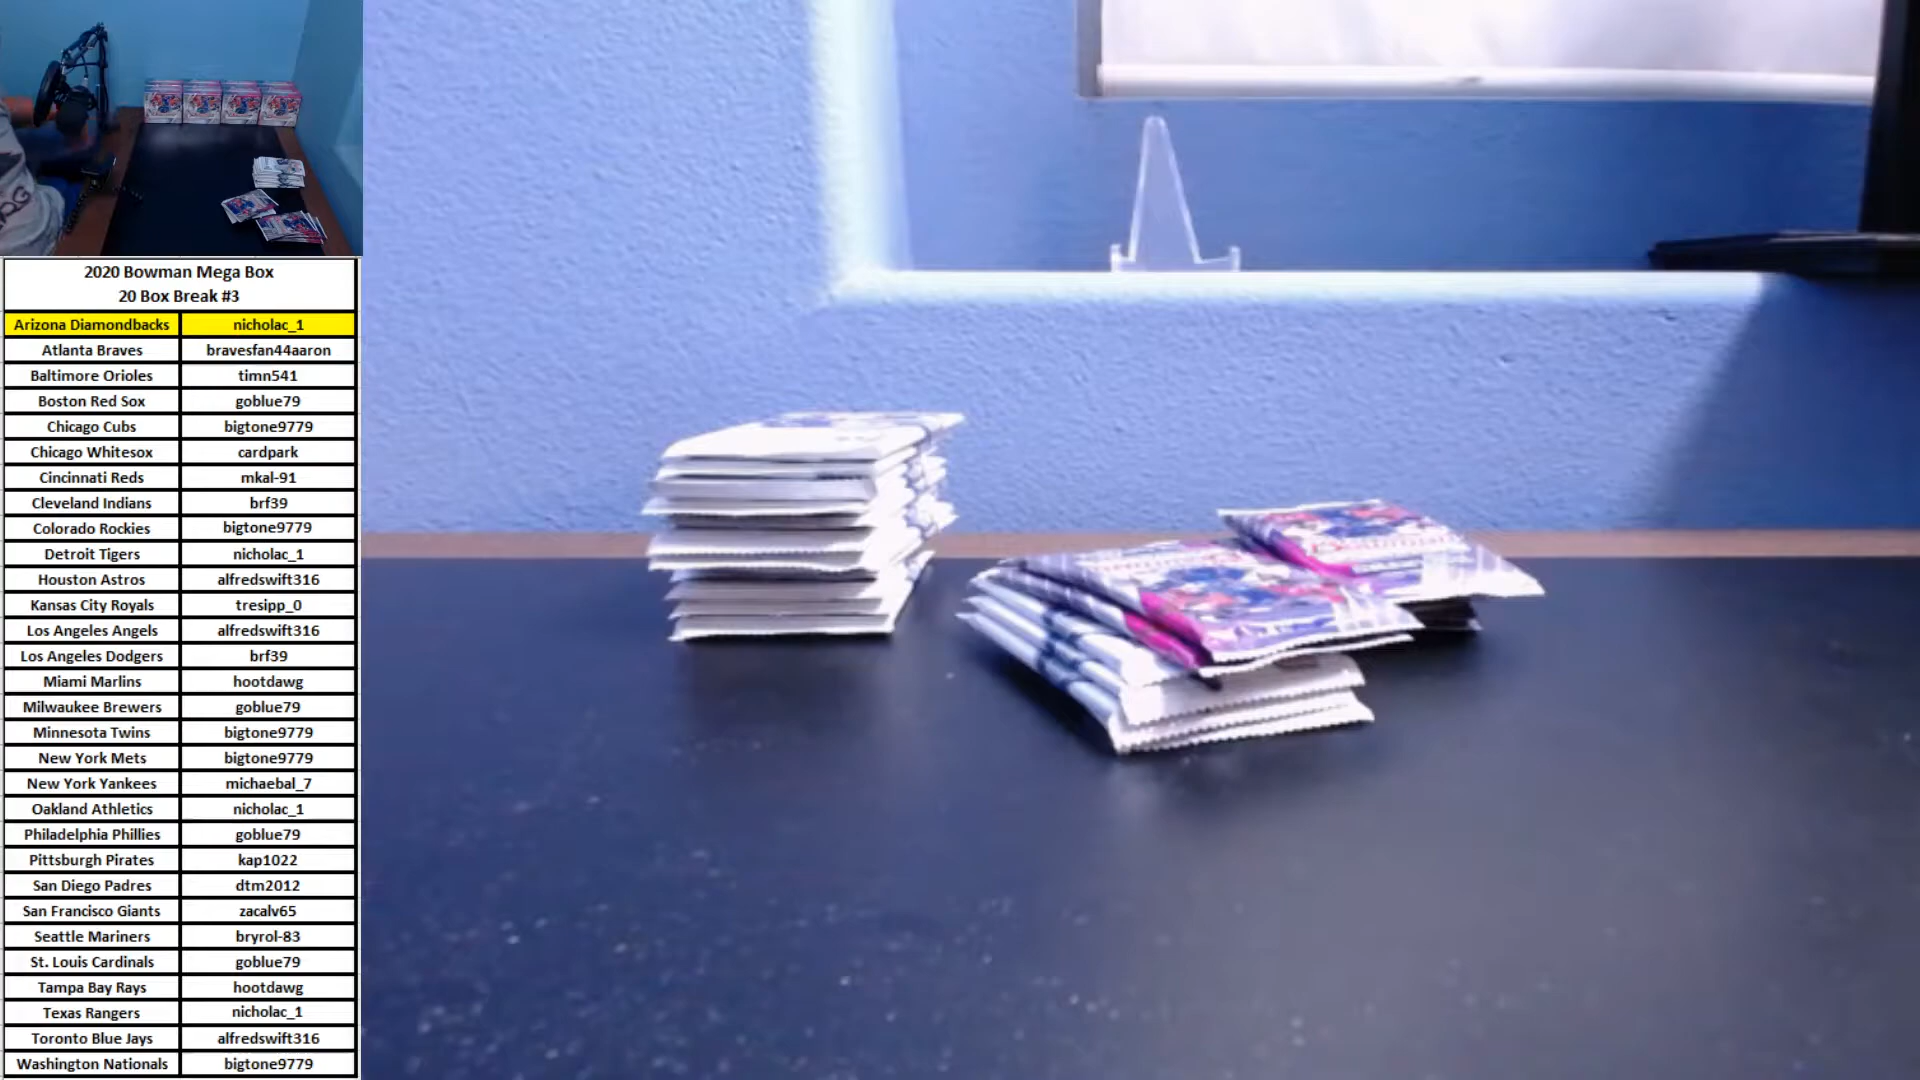 2020 Bowman Mega Box
20 Box Break #3
Arizona Diamondbacks nicholac_1
Atlanta Braves bravesfan44aaron
Baltimore Orioles timn541
Boston Red Sox goblue79
Chicago Cubs bigtone9779
Chicago Whitesox cardpark
Cincinnati Reds mkal-91
Cleveland Indians brf39
Colorado Rockies bigtone9779
Detroit Tigers nicholac_1
Houston Astros alfredswift316
Kansas City Royals tresipp_0
Los Angeles Angels alfredswift316
Los Angeles Dodgers brf39
Miami Marlins hootdawg
Milwaukee Brewers goblue79
Minnesota Twins bigtone9779
New York Mets bigtone9779
New York Yankees michaebal_7
Oakland Athletics nicholac_1
Philadelphia Phillies goblue79
Pittsburgh Pirates kap1022
San Diego Padres dtm2012
San Francisco Giants zacalv65
Seattle Mariners bryrol-83
St. Louis Cardinals goblue79
Tampa Bay Rays hootdawg
Texas Rangers nicholac_1
Toronto Blue Jays alfredswift316
Washington Nationals bigtone9779